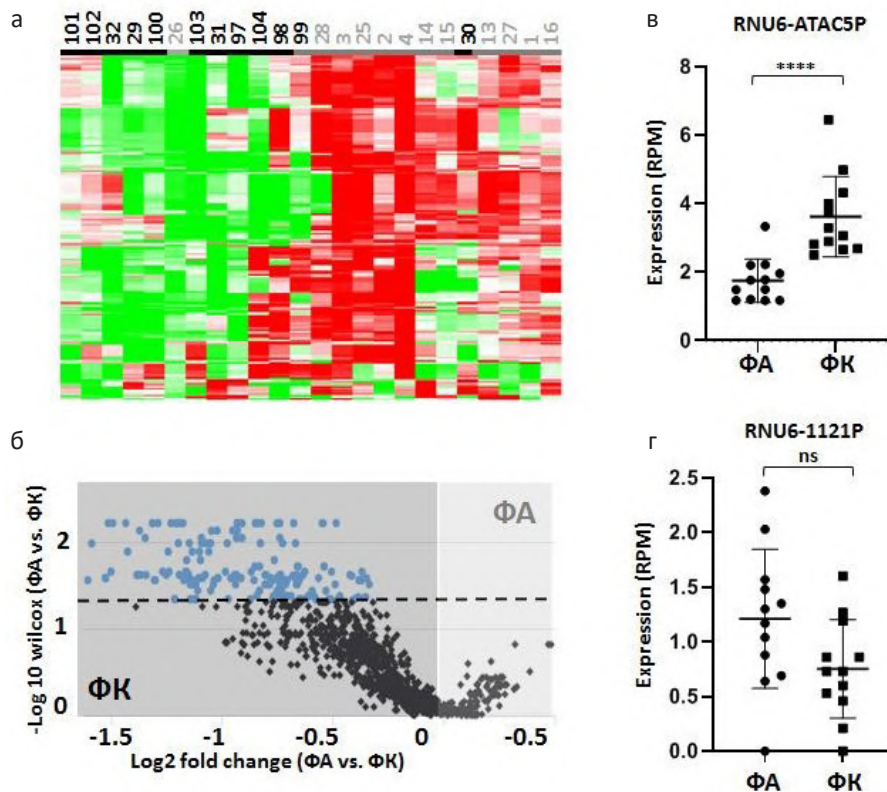 а
101 102 32 29 100 26 103 31 97 104 98 99 28 3 25 2 4 14 15 30 13 27 1 16
б
-Log 10 wilcox (ФА vs. ФК)
2
1
0
ФА
ФК
-1.5 -1 -0.5 0 -0.5
Log2 fold change (ФА vs. ФК)
в
RNU6-ATAC5P
****
Expression (RPM)
8
6
4
2
0
ФА ФК
г
RNU6-1121P
ns
Expression (RPM)
2.5
2.0
1.5
1.0
0.5
0.0
ФА ФК